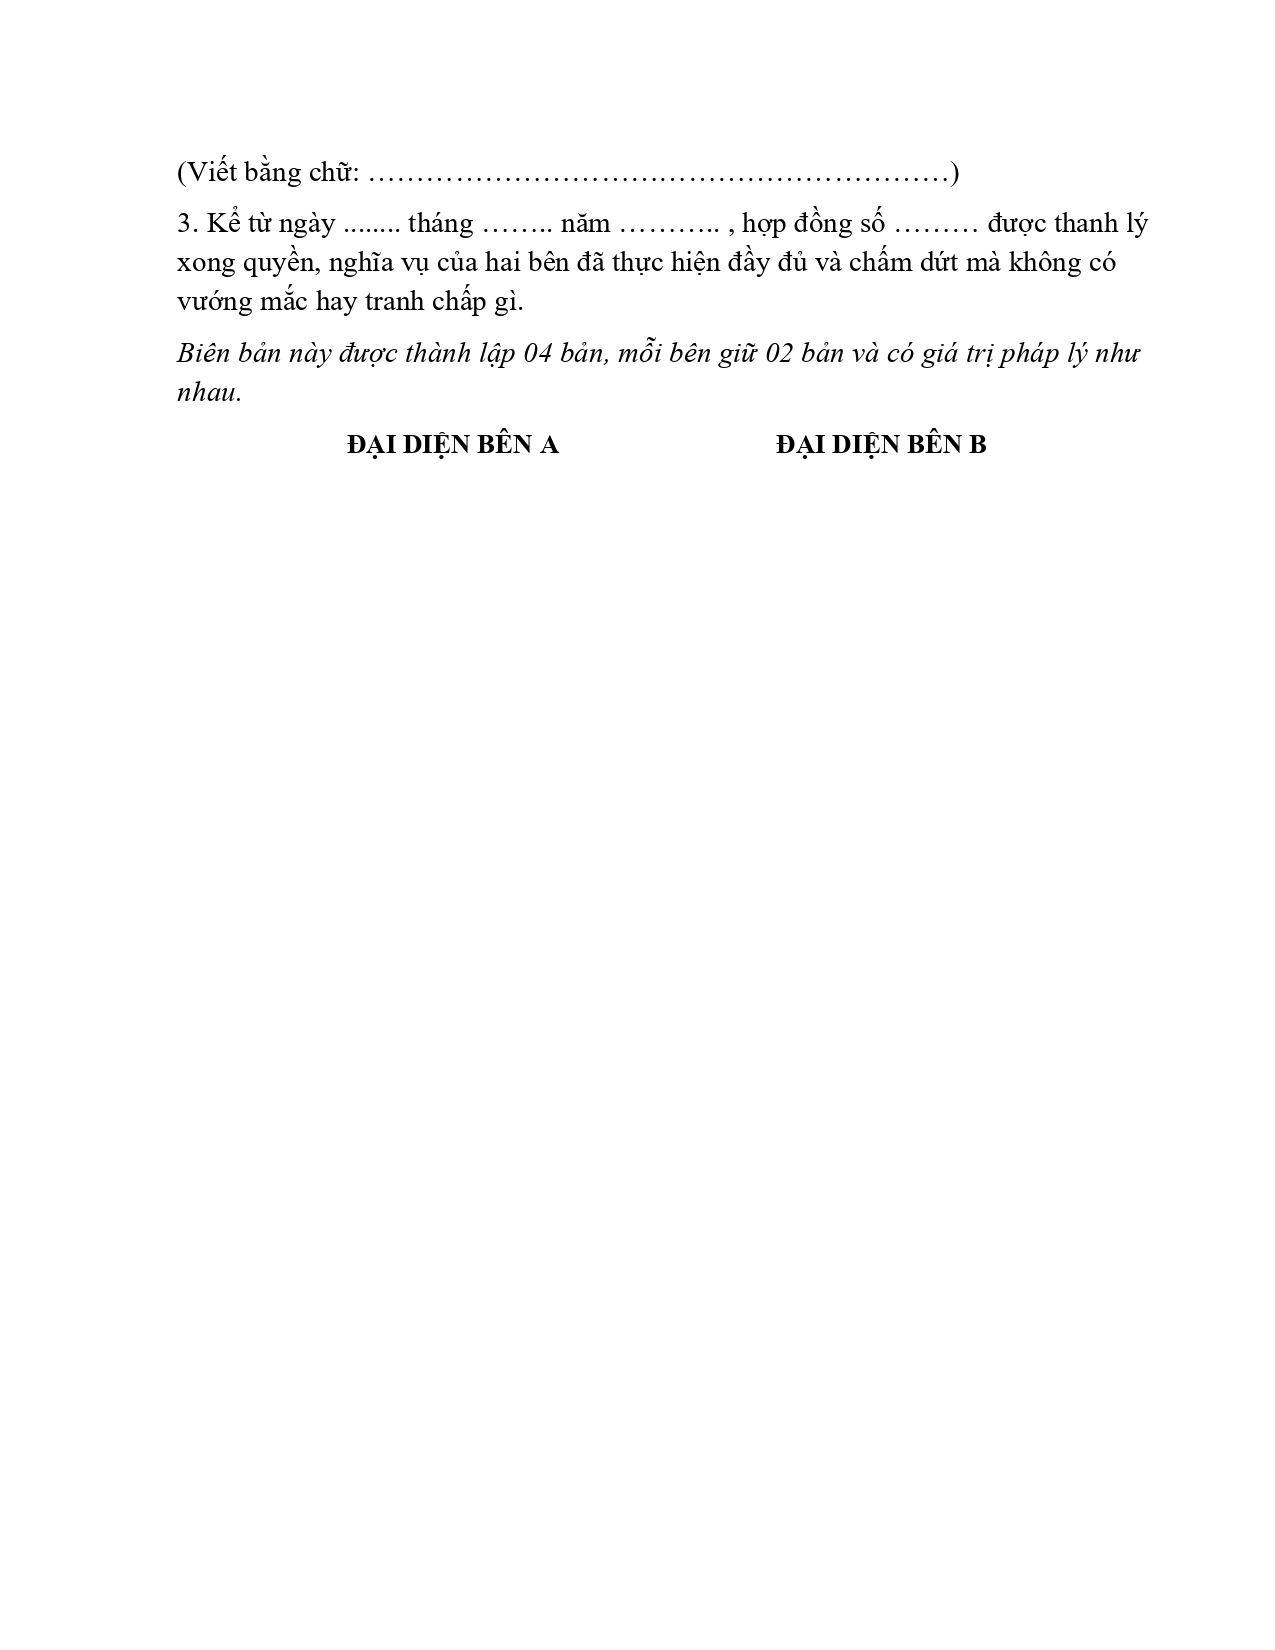 (Viết bằng chữ: ……………………………………………………)
3. Kể từ ngày ........ tháng …….. năm ……….. , hợp đồng số ……… được thanh lý
xong quyền, nghĩa vụ của hai bên đã thực hiện đầy đủ và chấm dứt mà không có
vướng mắc hay tranh chấp gì.
Biên bản này được thành lập 04 bản, mỗi bên giữ 02 bản và có giá trị pháp lý như
nhau.
ĐẠI DIỆN BÊN A ĐẠI DIỆN BÊN B